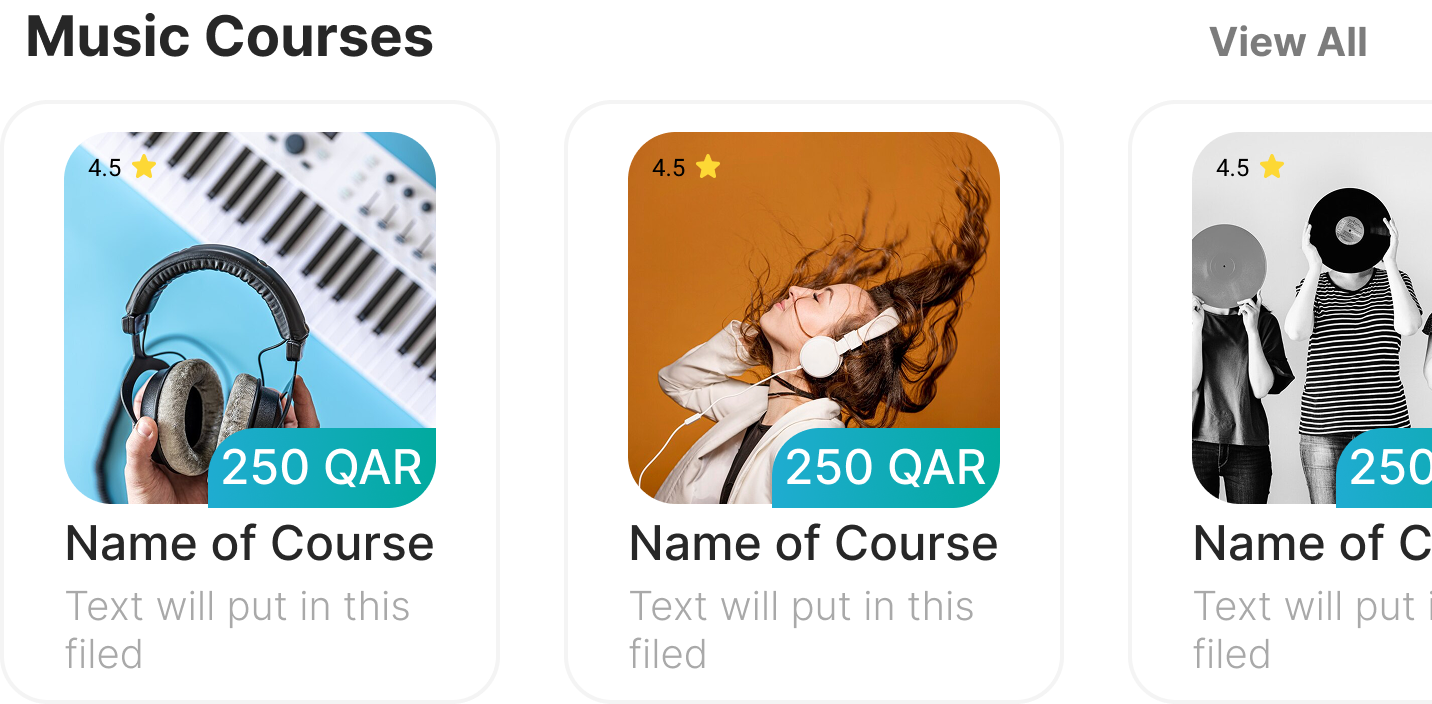 Music Courses
View All
4.5
4.5
4.5
250 QAR
250 QAR
250
Name of Course
Name of Course
Name of C
Text will put in this
filed
Text will put in this
filed
Text will put i
filed